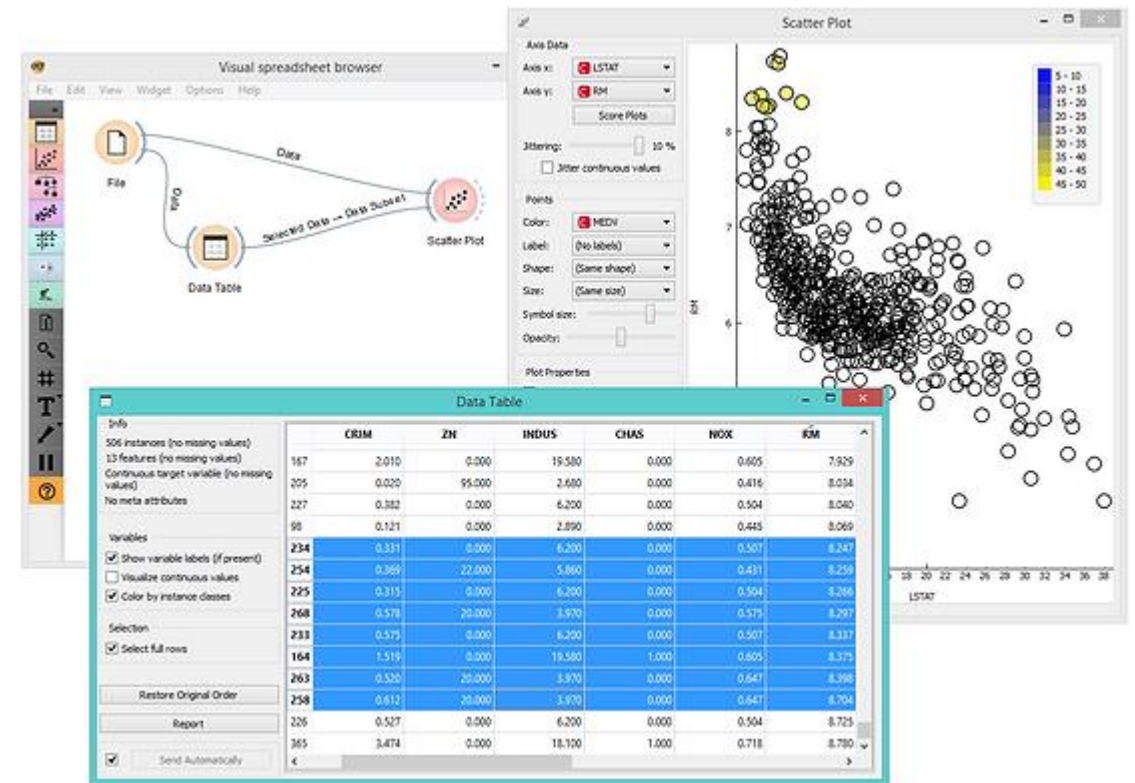 Visual spreadsheet browser
File Edit View Widget Options Help
File
Data
Data
Selected Data → Data Subset
Data Table
Scatter Plot
Scatter Plot
Axis Data
Axis x: C LSTAT
Axis y: C RM
Score Plots
Jittering: 10 %
Jitter continuous values
Points
Color: C MEDV
Label: (No labels)
Shape: (Same shape)
Size: (Same size)
Symbol size:
Opacity:
Plot Properties
8
7
6
RM
5 - 10
10 - 15
15 - 20
20 - 25
25 - 30
30 - 35
35 - 40
40 - 45
45 - 50
18 20 22 24 26 28 30 32 34 36 38
LSTAT
Data Table
Info
506 instances (no missing values)
13 features (no missing values)
Continuous target variable (no missing
values)
No meta attributes
Variables
Show variable labels (if present)
Visualize continuous values
Color by instance classes
Selection
Select full rows
Restore Original Order
Report
Send Automatically
CRIM ZN INDUS CHAS NOX RM
167 2.010 0.000 19.580 0.000 0.605 7.929
205 0.020 95.000 2.680 0.000 0.416 8.034
227 0.382 0.000 6.200 0.000 0.504 8.040
98 0.121 0.000 2.890 0.000 0.445 8.069
234 0.331 0.000 6.200 0.000 0.507 8.247
254 0.369 22.000 5.860 0.000 0.431 8.259
225 0.315 0.000 6.200 0.000 0.504 8.266
268 0.578 20.000 3.970 0.000 0.575 8.297
233 0.575 0.000 6.200 0.000 0.507 8.337
164 1.519 0.000 19.580 1.000 0.605 8.375
263 0.520 20.000 3.970 0.000 0.647 8.398
258 0.612 20.000 3.970 0.000 0.647 8.704
226 0.527 0.000 6.200 0.000 0.504 8.725
365 3.474 0.000 18.100 1.000 0.718 8.780